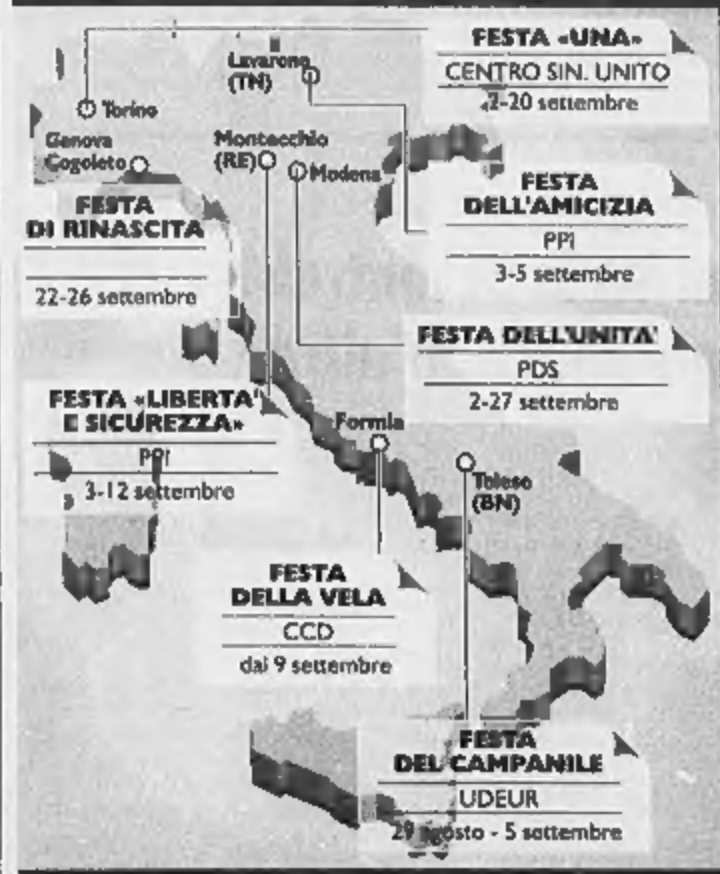 FESTA «UNA»
CENTRO SIN. UNITO
2-20 settembre
Torino
Lavarone
(TN)
Genova
Cogoleto
Montecchio
(RE)
Modena
FESTA
DELL'AMICIZIA
PPI
3-5 settembre
FESTA
DI RINASCITA
22-26 settembre
FESTA DELL'UNITA'
PDS
2-27 settembre
FESTA «LIBERTA'
E SICUREZZA»
PPI
3-12 settembre
Formia
Telese
(BN)
FESTA
DELLA VELA
CCD
dal 9 settembre
FESTA
DEL CAMPANILE
UDEUR
29 agosto - 5 settembre